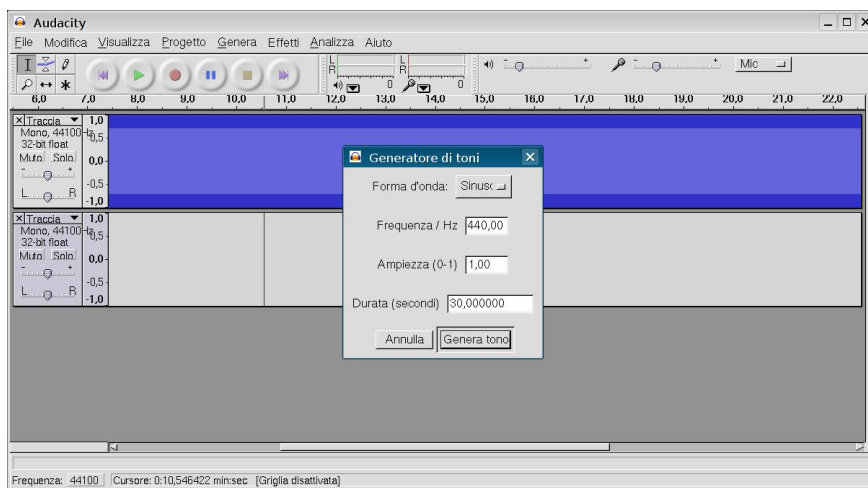 Audacity
File Modifica Visualizza Progetto Genera Effetti Analizza Aiuto
L R 0 L R 0 Mic
6,0 7,0 8,0 9,0 10,0 11,0 12,0 13,0 14,0 15,0 16,0 17,0 18,0 19,0 20,0 21,0 22,0
Traccia 1,0
Mono, 44100Hz 0,5
32-bit float
Muto Solo 0,0
- + -0,5
L R -1,0
Traccia 1,0
Mono, 44100Hz 0,5
32-bit float
Muto Solo 0,0
- + -0,5
L R -1,0
Generatore di toni
Forma d'onda: Sinusc
Frequenza / Hz 440,00
Ampiezza (0-1) 1,00
Durata (secondi) 30,000000
Annulla Genera tono
Frequenza: 44100 Cursore: 0:10,546422 min:sec [Griglia disattivata]